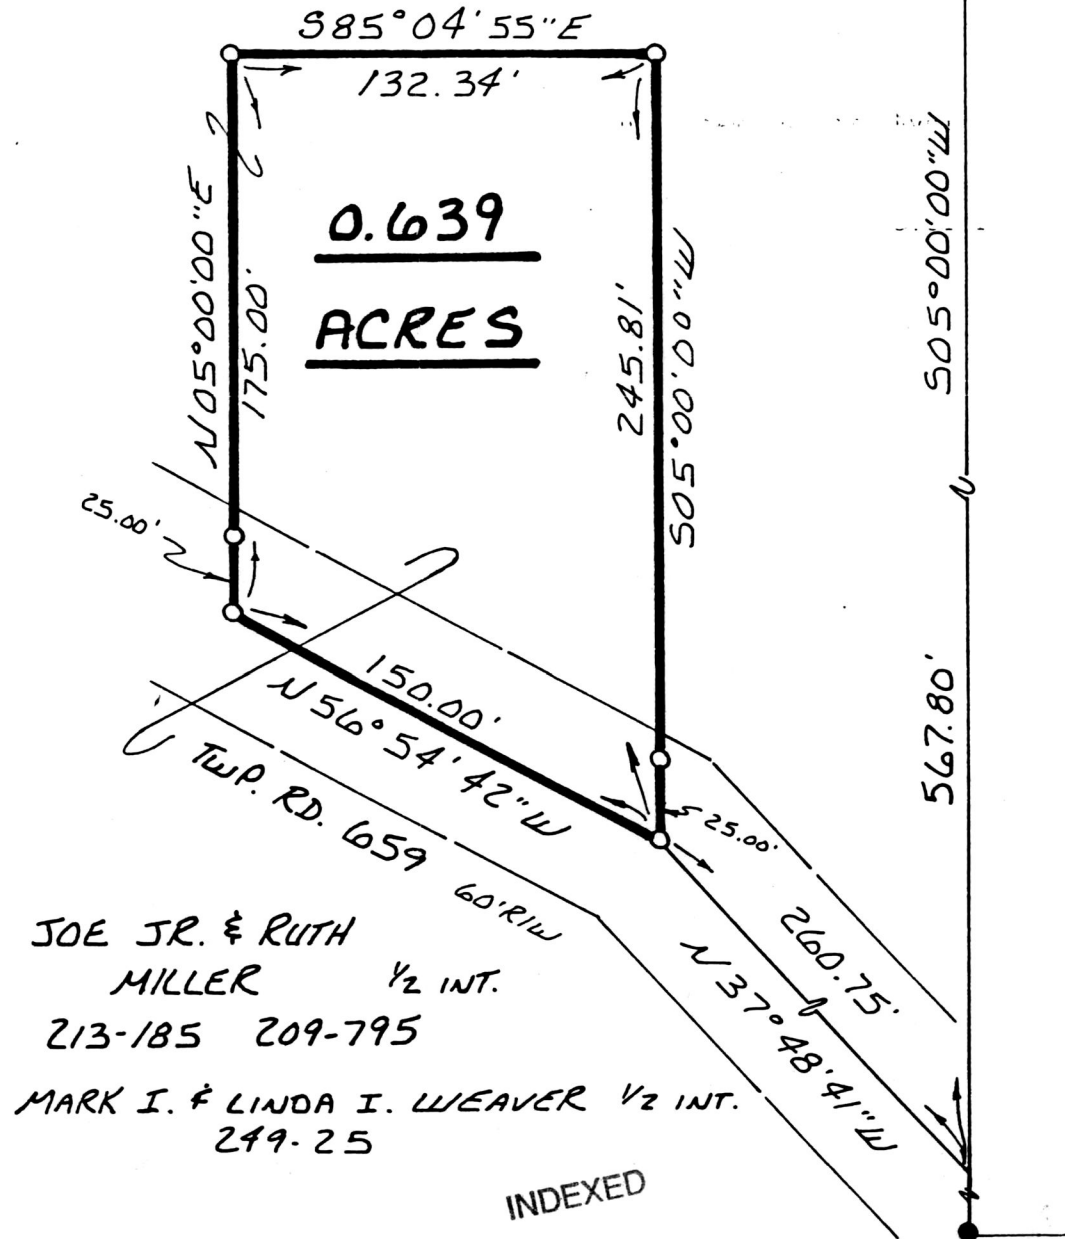 S85°04'55"E
132.34'
N05°00'00"E
175.00'
0.639
ACRES
245.81'
S05°00'00"W
S05°00'00"W
567.80'
25.00'
150.00'
N56°54'42"W
25.00'
TWP. RD. 659 60'R/W
260.75'
N37°48'41"W
JOE JR. & RUTH
MILLER 1/2 INT.
213-185 209-795
MARK I. & LINDA I. WEAVER 1/2 INT.
249-25
INDEXED